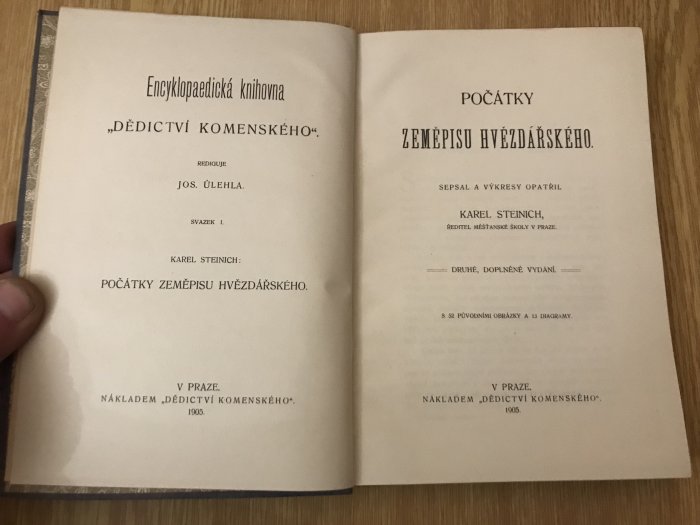 Encyklopaedická knihovna
„DĚDICTVÍ KOMENSKÉHO“.
REDIGUJE
JOS. ÚLEHLA.
SVAZEK I.
KAREL STEINICH:
POČÁTKY ZEMĚPISU HVĚZDÁŘSKÉHO.
V PRAZE.
NÁKLADEM „DĚDICTVÍ KOMENSKÉHO“.
1905.
POČÁTKY
ZEMĚPISU HVĚZDÁŘSKÉHO.
SEPSAL A VÝKRESY OPATŘIL
KAREL STEINICH,
ŘEDITEL MĚŠŤANSKÉ ŠKOLY V PRAZE.
DRUHÉ, DOPLNĚNÉ VYDÁNÍ.
S 52 PŮVODNÍMI OBRÁZKY A 13 DIAGRAMY.
V PRAZE.
NÁKLADEM „DĚDICTVÍ KOMENSKÉHO“.
1905.